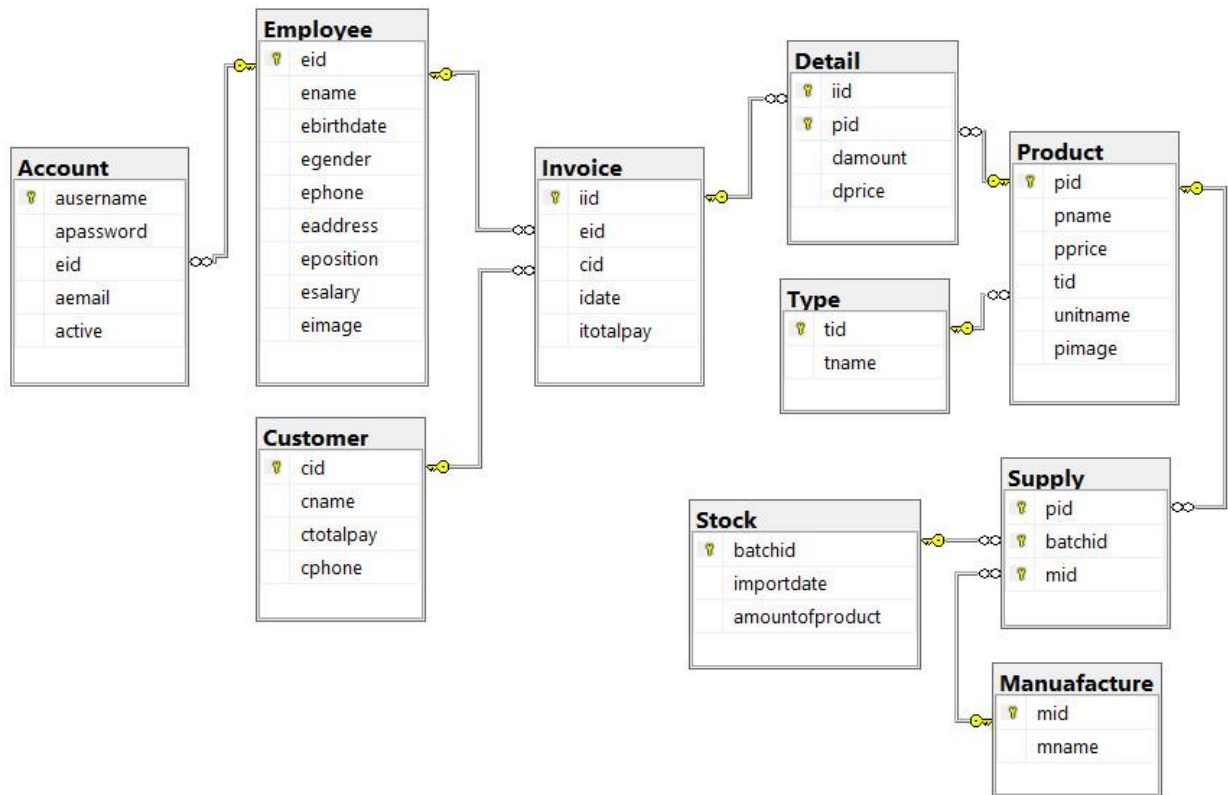 Employee
eid
ename
ebirthdate
egender
ephone
eaddress
eposition
esalary
eimage
Account
ausername
apassword
eid
aemail
active
Customer
cid
cname
ctotalpay
cphone
Invoice
iid
eid
cid
idate
itotalpay
Detail
iid
pid
damount
dprice
Type
tid
tname
Product
pid
pname
pprice
tid
unitname
pimage
Stock
batchid
importdate
amountofproduct
Supply
pid
batchid
mid
Manuafacture
mid
mname